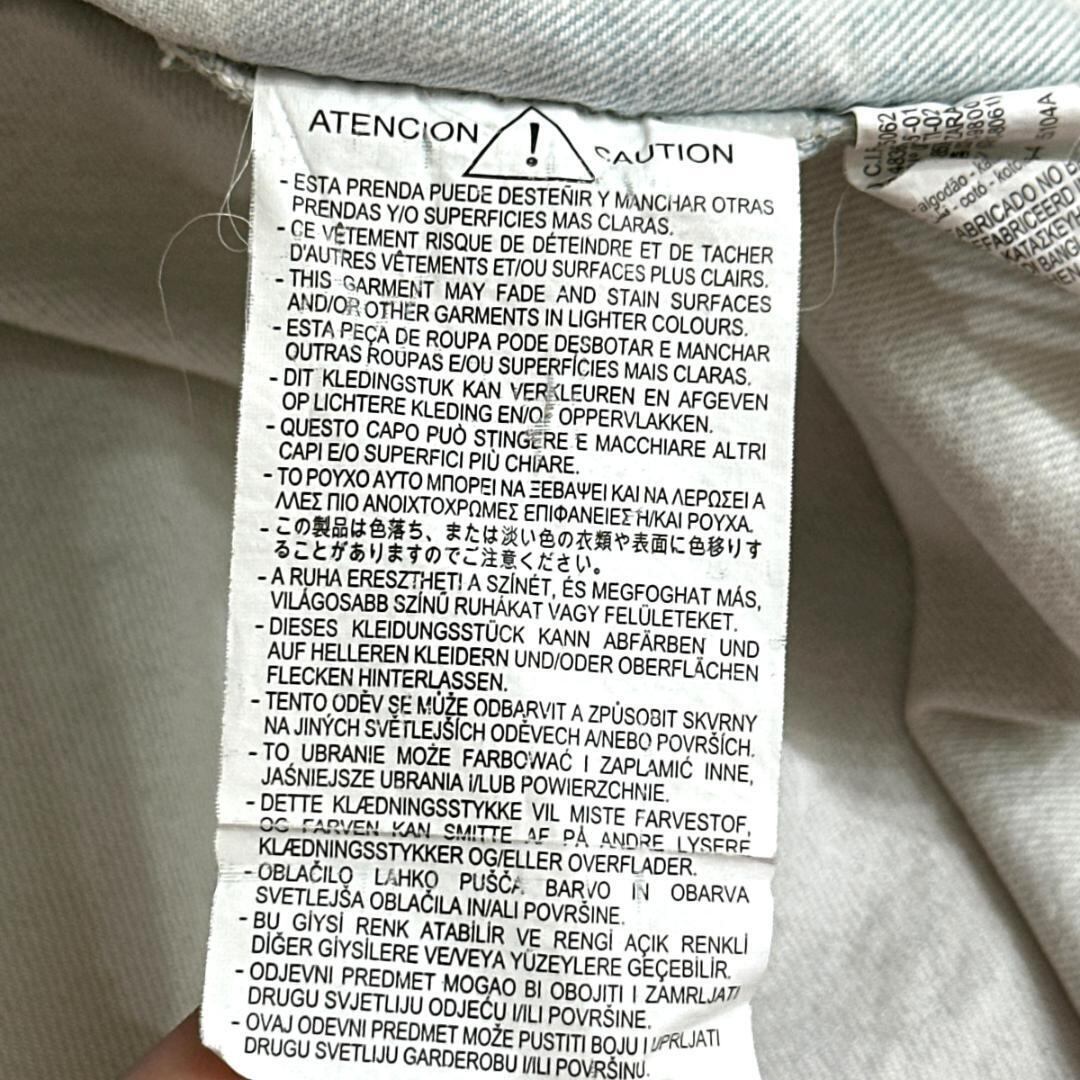 ATENCION ! CAUTION
- ESTA PRENDA PUEDE DESTEÑIR Y MANCHAR OTRAS
PRENDAS Y/O SUPERFICIES MAS CLARAS.
- CE VÊTEMENT RISQUE DE DÉTEINDRE ET DE TACHER
D'AUTRES VÊTEMENTS ET/OU SURFACES PLUS CLAIRS.
- THIS GARMENT MAY FADE AND STAIN SURFACES
AND/OR OTHER GARMENTS IN LIGHTER COLOURS.
- ESTA PEÇA DE ROUPA PODE DESBOTAR E MANCHAR
OUTRAS ROUPAS E/OU SUPERFÍCIES MAIS CLARAS.
- DIT KLEDINGSTUK KAN VERKLEUREN EN AFGEVEN
OP LICHTERE KLEDING EN/OF OPPERVLAKKEN.
- QUESTO CAPO PUÒ STINGERE E MACCHIARE ALTRI
CAPI E/O SUPERFICI PIÙ CHIARE.
- ΤΟ ΡΟΥΧΟ ΑΥΤΟ ΜΠΟΡΕΙ ΝΑ ΞΕΒΑΨΕΙ ΚΑΙ ΝΑ ΛΕΡΩΣΕΙ Α
ΛΛΕΣ ΠΙΟ ΑΝΟΙΧΤΟΧΡΩΜΕΣ ΕΠΙΦΑΝΕΙΕΣ Η/ΚΑΙ ΡΟΥΧΑ.
- この製品は色落ち、または淡い色の衣類や表面に色移りす
ることがありますのでご注意ください。
- A RUHA ERESZTHETI A SZÍNÉT, ÉS MEGFOGHAT MÁS,
VILÁGOSABB SZÍNŰ RUHÁKAT VAGY FELÜLETEKET.
- DIESES KLEIDUNGSSTÜCK KANN ABFÄRBEN UND
AUF HELLEREN KLEIDERN UND/ODER OBERFLÄCHEN
FLECKEN HINTERLASSEN.
- TENTO ODĚV SE MŮŽE ODBARVIT A ZPŮSOBIT SKVRNY
NA JINÝCH SVĚTLEJŠÍCH ODĚVECH A/NEBO POVRŠÍCH.
- TO UBRANIE MOŻE FARBOWAĆ I ZAPLAMIĆ INNE,
JAŚNIEJSZE UBRANIA I/LUB POWIERZCHNIE.
- DETTE KLÆDNINGSSTYKKE VIL MISTE FARVESTOF,
OG FARVEN KAN SMITTE AF PÅ ANDRE LYSERE
KLÆDNINGSSTYKKER OG/ELLER OVERFLADER.
- OBLAČILO LAHKO PUŠČA BARVO IN OBARVA
SVETLEJŠA OBLAČILA IN/ALI POVRŠINE.
- BU GİYSİ RENK ATABİLİR VE RENGİ AÇIK RENKLİ
DİĞER GİYSİLERE VE/VEYA YÜZEYLERE GEÇEBİLİR.
- ODJEVNI PREDMET MOGAO BI OBOJITI I ZAMRLJATI
DRUGU SVJETLIJU ODJEĆU I/ILI POVRŠINE.
- OVAJ ODEVNI PREDMET MOŽE PUSTITI BOJU I UPRLJATI
DRUGU SVETLIJU GARDEROBU I/ILI POVRŠINU.
C.I.F.
ZARA
5104A
algodão
cotó